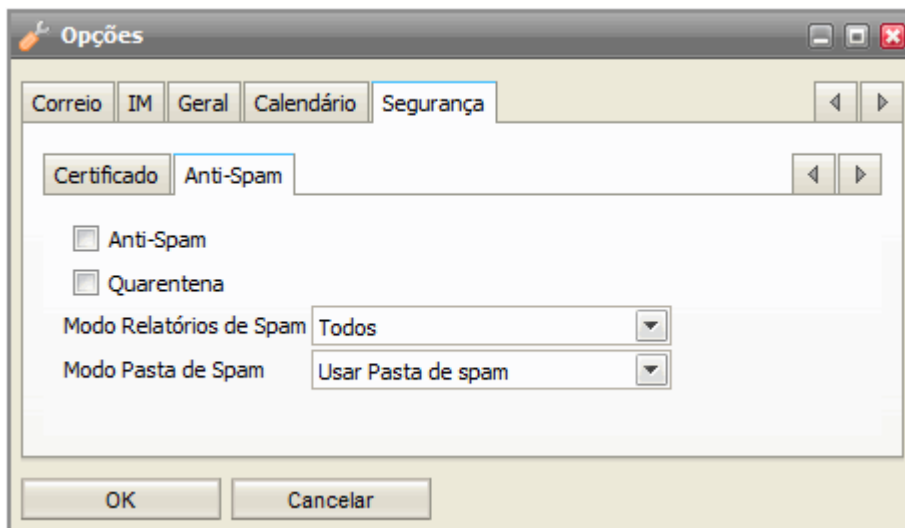 Opções
Correio IM Geral Calendário Segurança
Certificado Anti-Spam
Anti-Spam
Quarentena
Modo Relatórios de Spam Todos
Modo Pasta de Spam Usar Pasta de spam
OK Cancelar